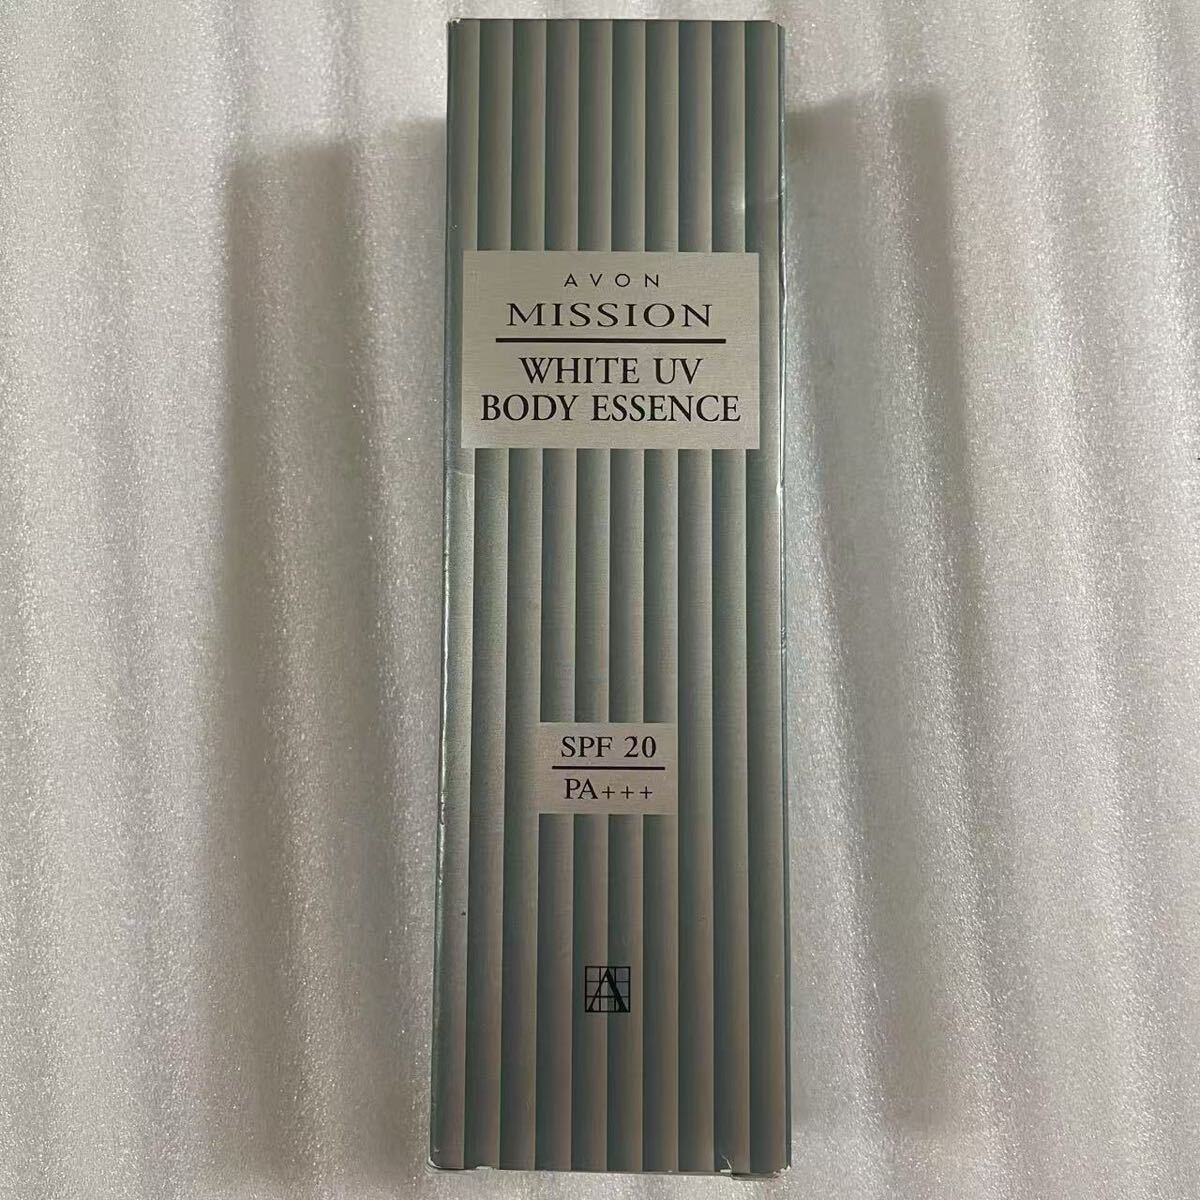 AVON
MISSION
WHITE UV
BODY ESSENCE
SPF 20
PA+++
A